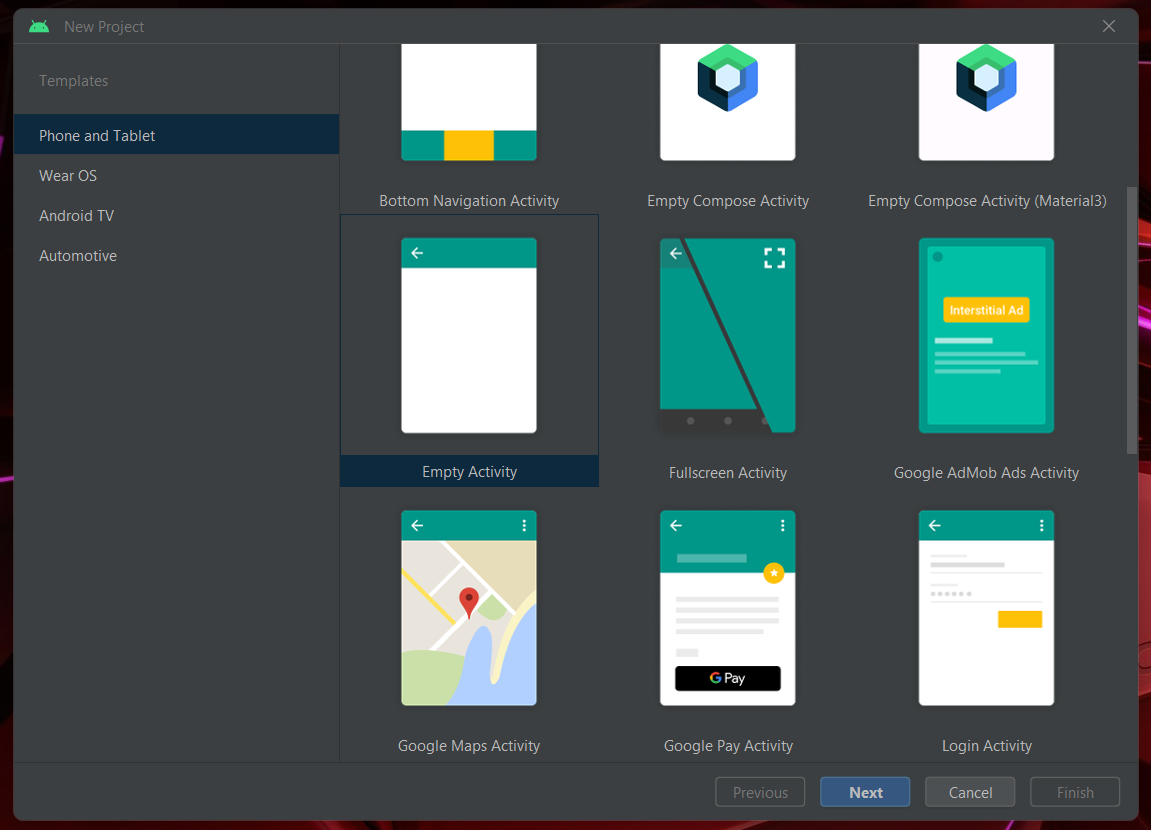 New Project
Templates
Phone and Tablet
Wear OS
Android TV
Automotive
Bottom Navigation Activity
Empty Compose Activity
Empty Compose Activity (Material3)
Interstitial Ad
Empty Activity
Fullscreen Activity
Google AdMob Ads Activity
G Pay
Google Maps Activity
Google Pay Activity
Login Activity
Previous
Next
Cancel
Finish